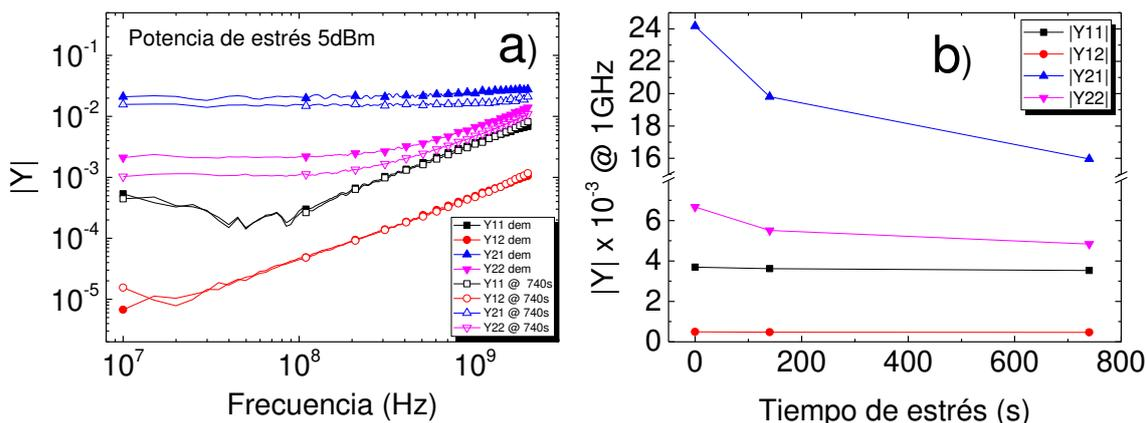 Potencia de estrés 5dBm
a)
10^-1
10^-2
10^-3
10^-4
10^-5
|Y|
Y11 dem
Y12 dem
Y21 dem
Y22 dem
Y11 @ 740s
Y12 @ 740s
Y21 @ 740s
Y22 @ 740s
10^7 10^8 10^9
Frecuencia (Hz)
b)
|Y11|
|Y12|
|Y21|
|Y22|
24
22
20
18
16
6
4
2
0
|Y| x 10^-3 @ 1GHz
0 200 400 600 800
Tiempo de estrés (s)